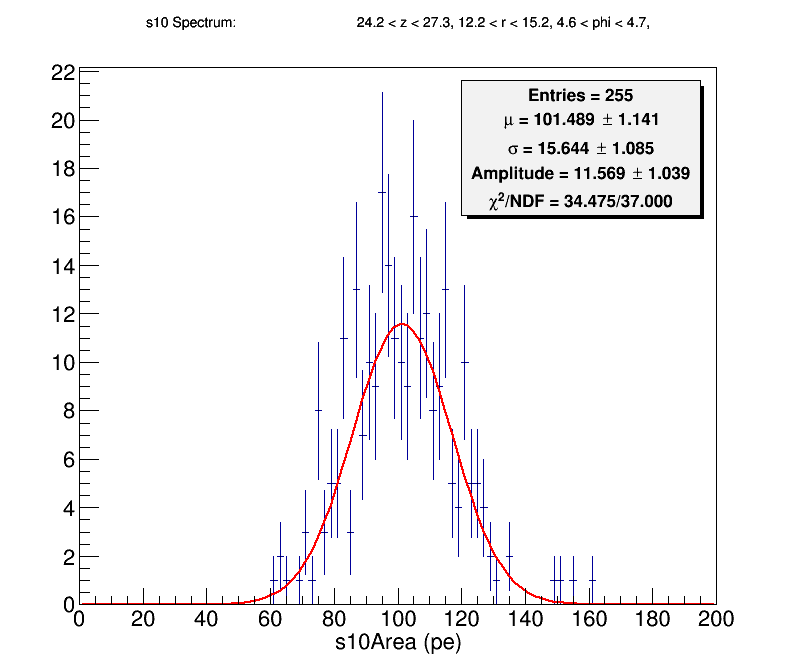 s10 Spectrum: 24.2 < z < 27.3, 12.2 < r < 15.2, 4.6 < phi < 4.7,
Entries = 255
μ = 101.489 ± 1.141
σ = 15.644 ± 1.085
Amplitude = 11.569 ± 1.039
χ²/NDF = 34.475/37.000
22
20
18
16
14
12
10
8
6
4
2
0
0 20 40 60 80 100 120 140 160 180 200
s10Area (pe)